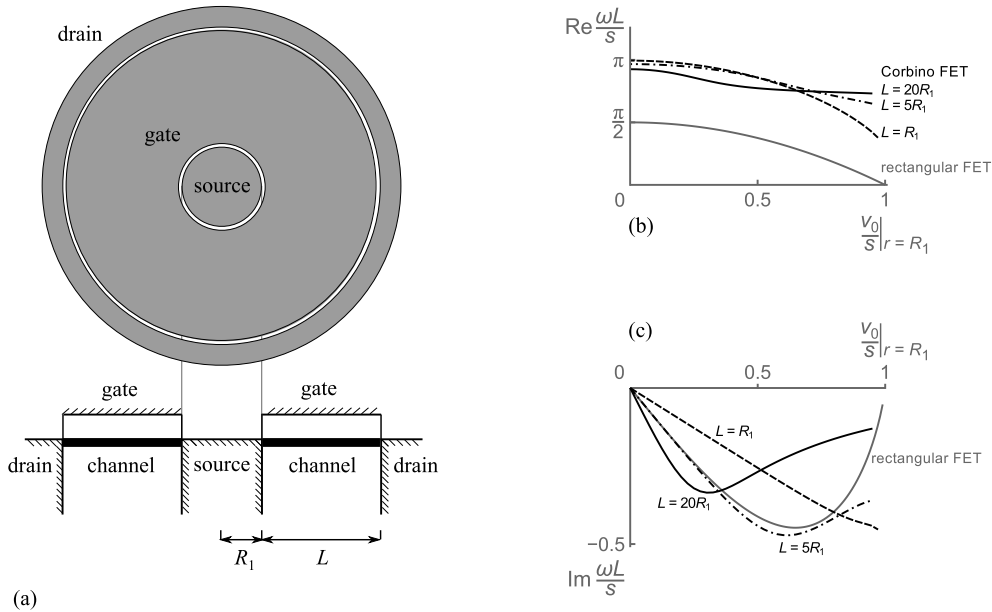 drain
gate
source
gate
gate
drain
channel
source
channel
drain
R1
L
(a)
Re ωL/s
π
π/2
Corbino FET
L = 20R1
L = 5R1
L = R1
rectangular FET
0
0.5
1
v0/s|r = R1
(b)
(c)
v0/s|r = R1
0
0.5
1
L = R1
rectangular FET
L = 20R1
L = 5R1
−0.5
Im ωL/s